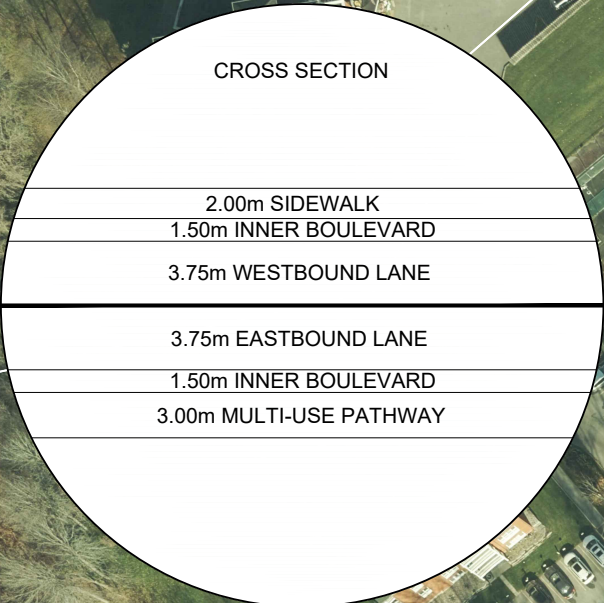 CROSS SECTION
2.00m SIDEWALK
1.50m INNER BOULEVARD
3.75m WESTBOUND LANE
3.75m EASTBOUND LANE
1.50m INNER BOULEVARD
3.00m MULTI-USE PATHWAY